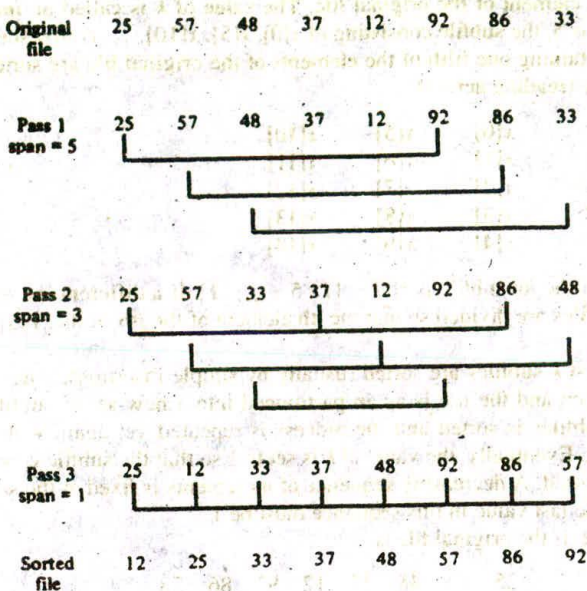 Original file 25 57 48 37 12 92 86 33
Pass 1 span = 5 25 57 48 37 12 92 86 33
Pass 2 span = 3 25 57 33 37 12 92 86 48
Pass 3 span = 1 25 12 33 37 48 92 86 57
Sorted file 12 25 33 37 48 57 86 92